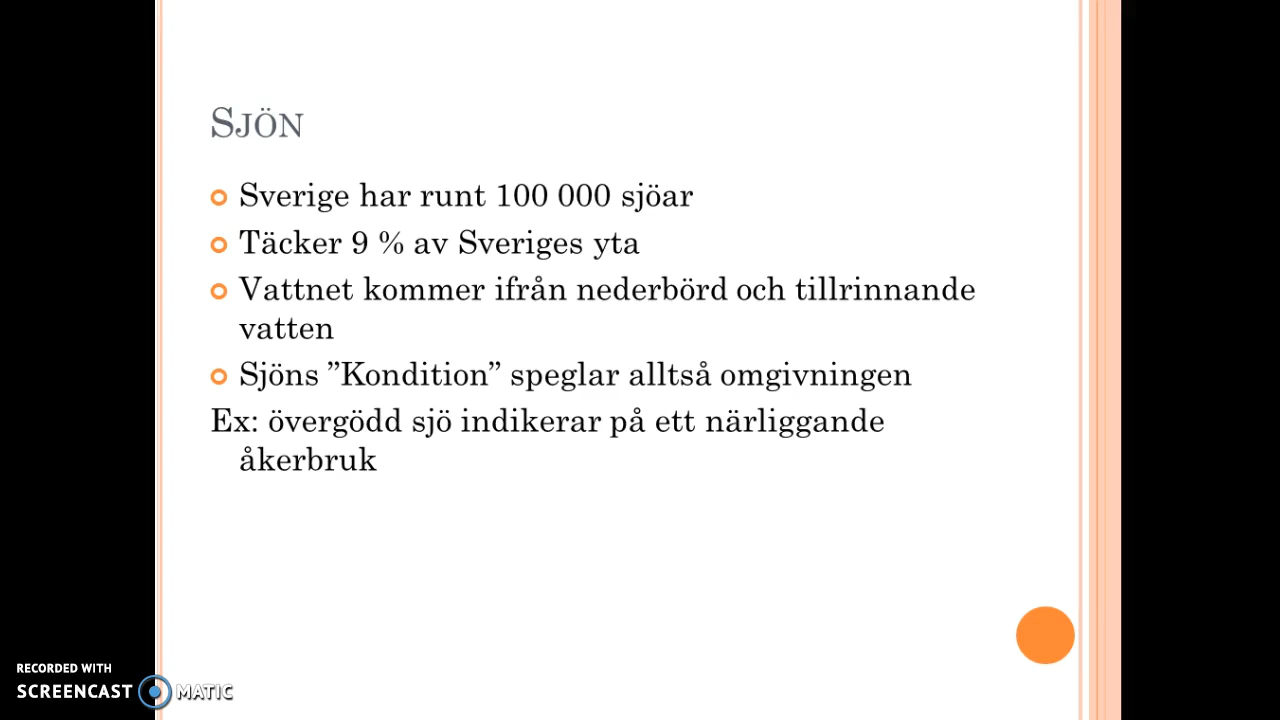 Sjön
Sverige har runt 100 000 sjöar
Täcker 9 % av Sveriges yta
Vattnet kommer ifrån nederbörd och tillrinnande
vatten
Sjöns ”Kondition” speglar alltså omgivningen
Ex: övergödd sjö indikerar på ett närliggande
åkerbruk
RECORDED WITH
SCREENCAST MATIC